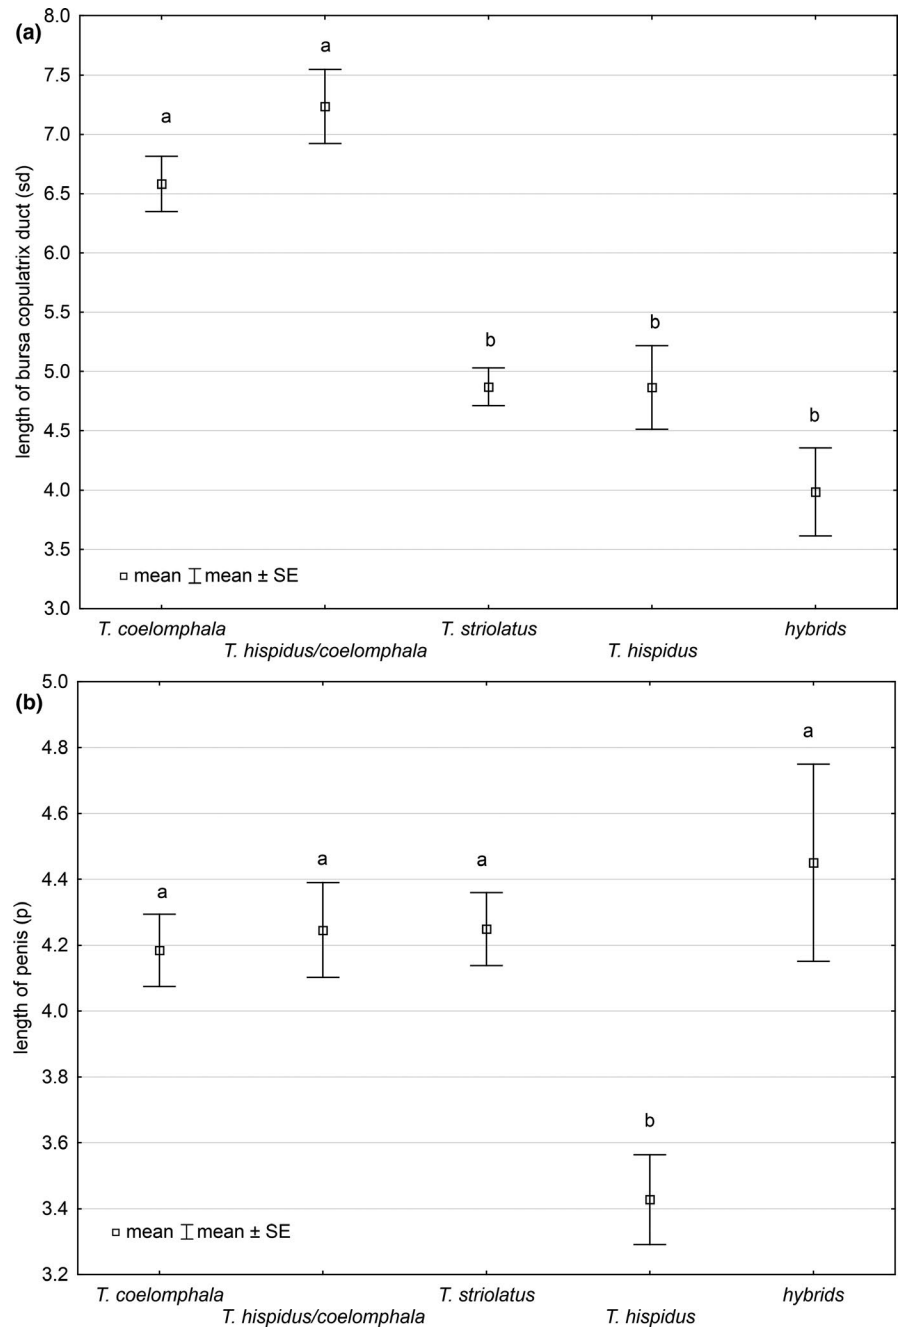 (a)
8.0
7.5
7.0
6.5
6.0
5.5
5.0
4.5
4.0
3.5
3.0
length of bursa copulatrix duct (sd)
a
a
b
b
b
mean mean ± SE
T. coelomphala
T. striolatus
hybrids
T. hispidus/coelomphala
T. hispidus
(b)
5.0
4.8
4.6
4.4
4.2
4.0
3.8
3.6
3.4
3.2
length of penis (p)
a
a
a
b
a
mean mean ± SE
T. coelomphala
T. striolatus
hybrids
T. hispidus/coelomphala
T. hispidus